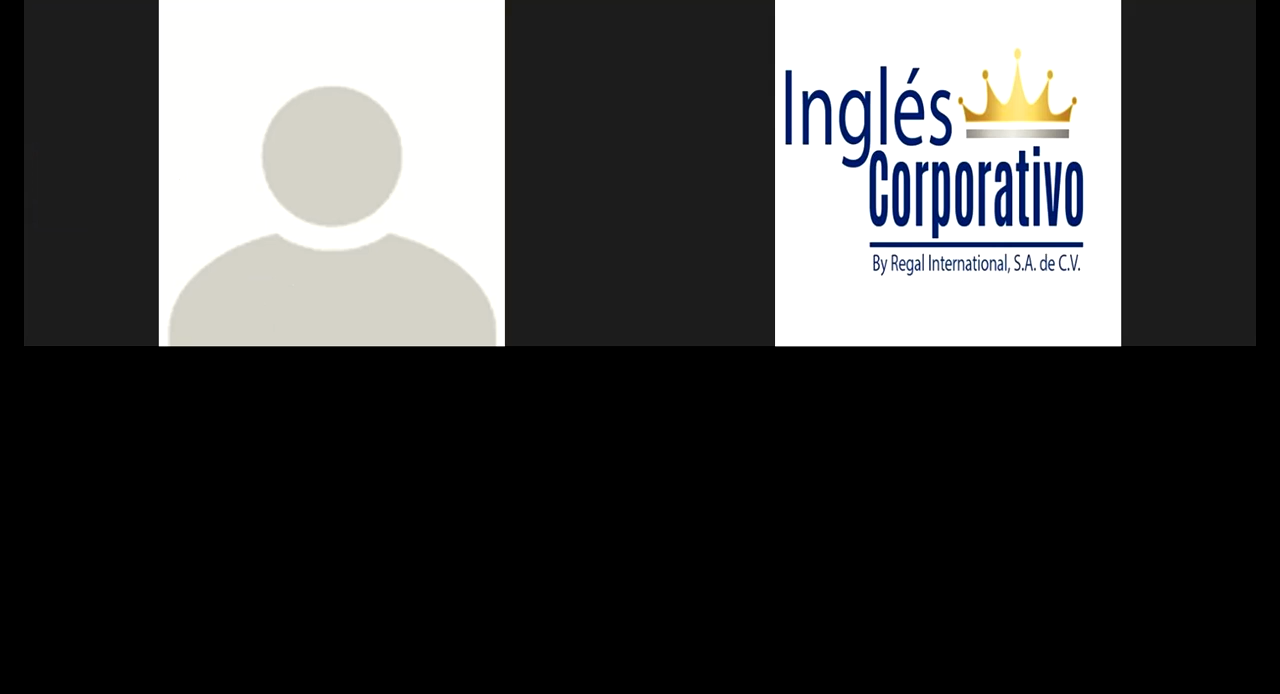 Inglés
Corporativo
By Regal International, S.A. de C.V.